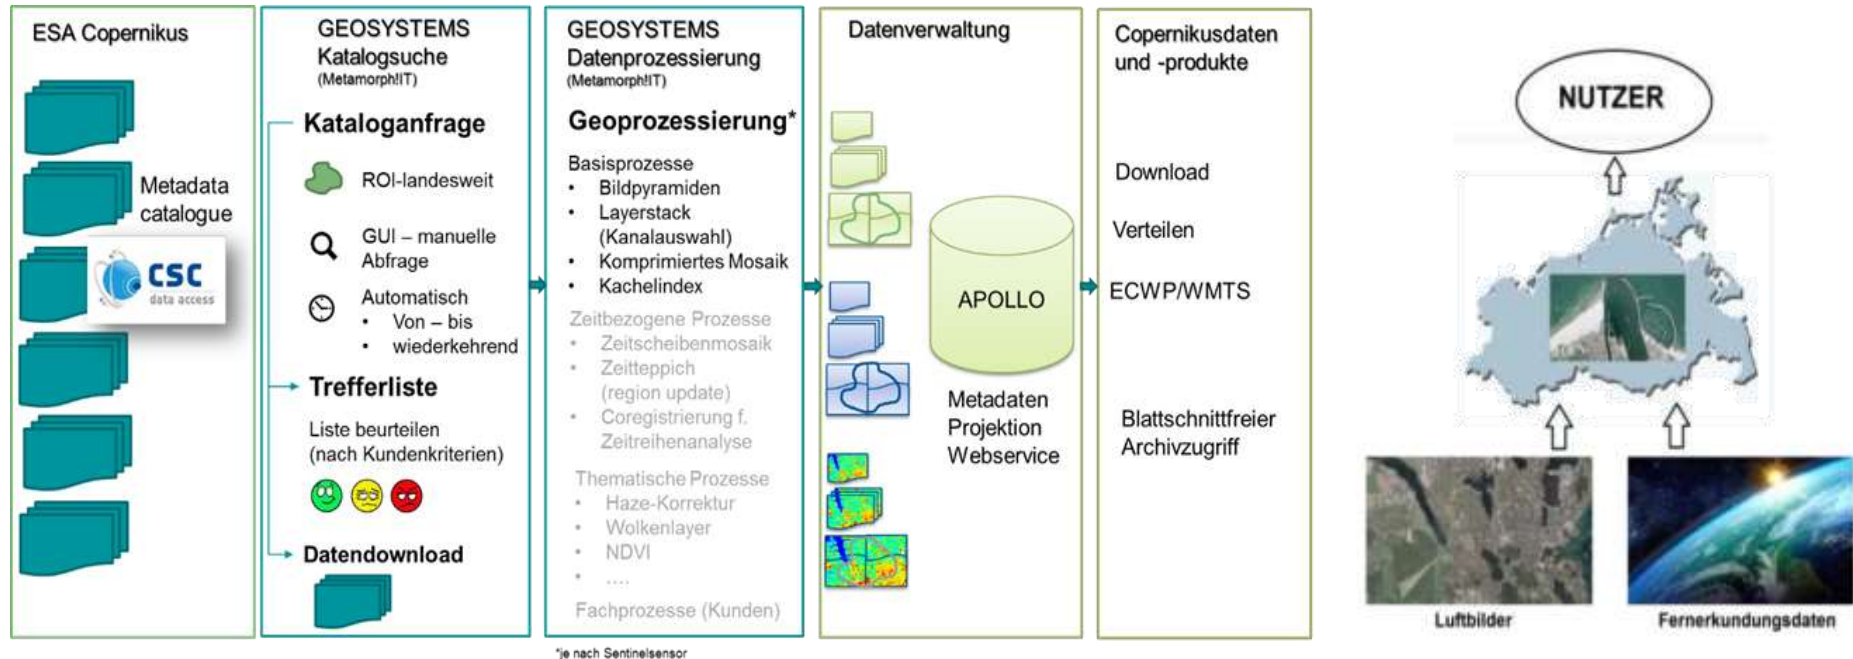 ESA Copernikus
Metadata
catalogue
CSC
data access
GEOSYSTEMS
Katalogsuche
(Metamorph!IT)
Kataloganfrage
ROI-landesweit
GUI – manuelle
Abfrage
Automatisch
• Von – bis
• wiederkehrend
Trefferliste
Liste beurteilen
(nach Kundenkriterien)
Datendownload
GEOSYSTEMS
Datenprozessierung
(Metamorph!IT)
Geoprozessierung*
Basisprozesse
• Bildpyramiden
• Layerstack
(Kanalauswahl)
• Komprimiertes Mosaik
• Kachelindex
Zeitbezogene Prozesse
• Zeitscheibenmosaik
• Zeitteppich
(region update)
• Coregistrierung f.
Zeitreihenanalyse
Thematische Prozesse
• Haze-Korrektur
• Wolkenlayer
• NDVI
• ....
Fachprozesse (Kunden)
*je nach Sentinelsensor
Datenverwaltung
APOLLO
Metadaten
Projektion
Webservice
Copernikusdaten
und -produkte
Download
Verteilen
ECWP/WMTS
Blattschnittfreier
Archivzugriff
NUTZER
Luftbilder
Fernerkundungsdaten